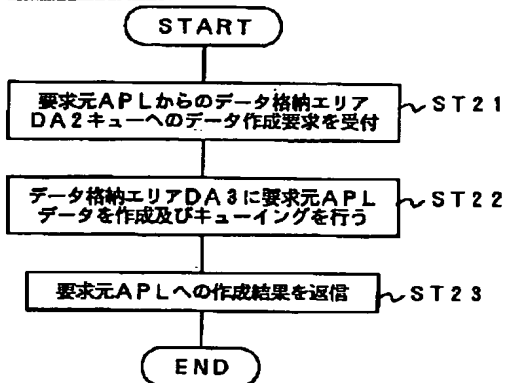 START
要求元APLからのデータ格納エリア
DA2キューへのデータ作成要求を受付
ST21
データ格納エリアDA3に要求元APL
データを作成及びキューイングを行う
ST22
要求元APLへの作成結果を返信
ST23
END